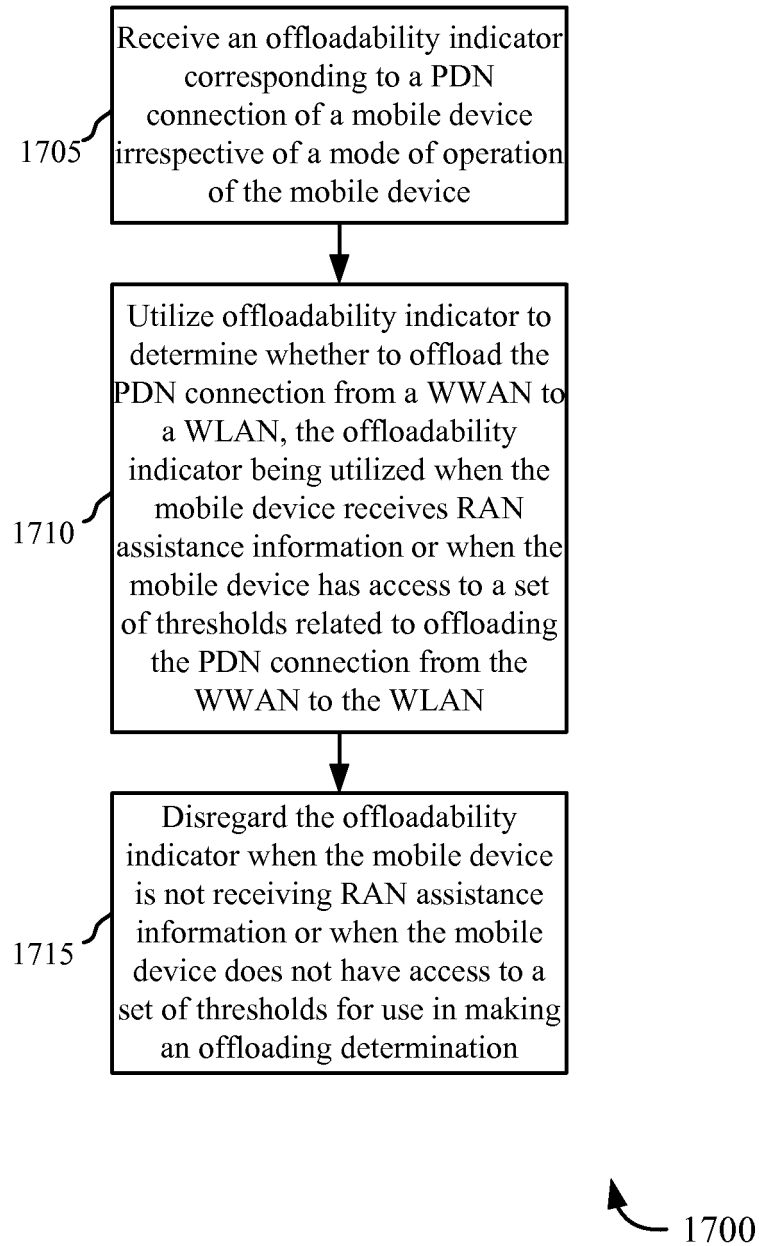 Receive an offloadability indicator
corresponding to a PDN
connection of a mobile device
irrespective of a mode of operation
of the mobile device
1705
Utilize offloadability indicator to
determine whether to offload the
PDN connection from a WWAN to
a WLAN, the offloadability
indicator being utilized when the
mobile device receives RAN
assistance information or when the
mobile device has access to a set
of thresholds related to offloading
the PDN connection from the
WWAN to the WLAN
1710
Disregard the offloadability
indicator when the mobile device
is not receiving RAN assistance
information or when the mobile
device does not have access to a
set of thresholds for use in making
an offloading determination
1715
1700